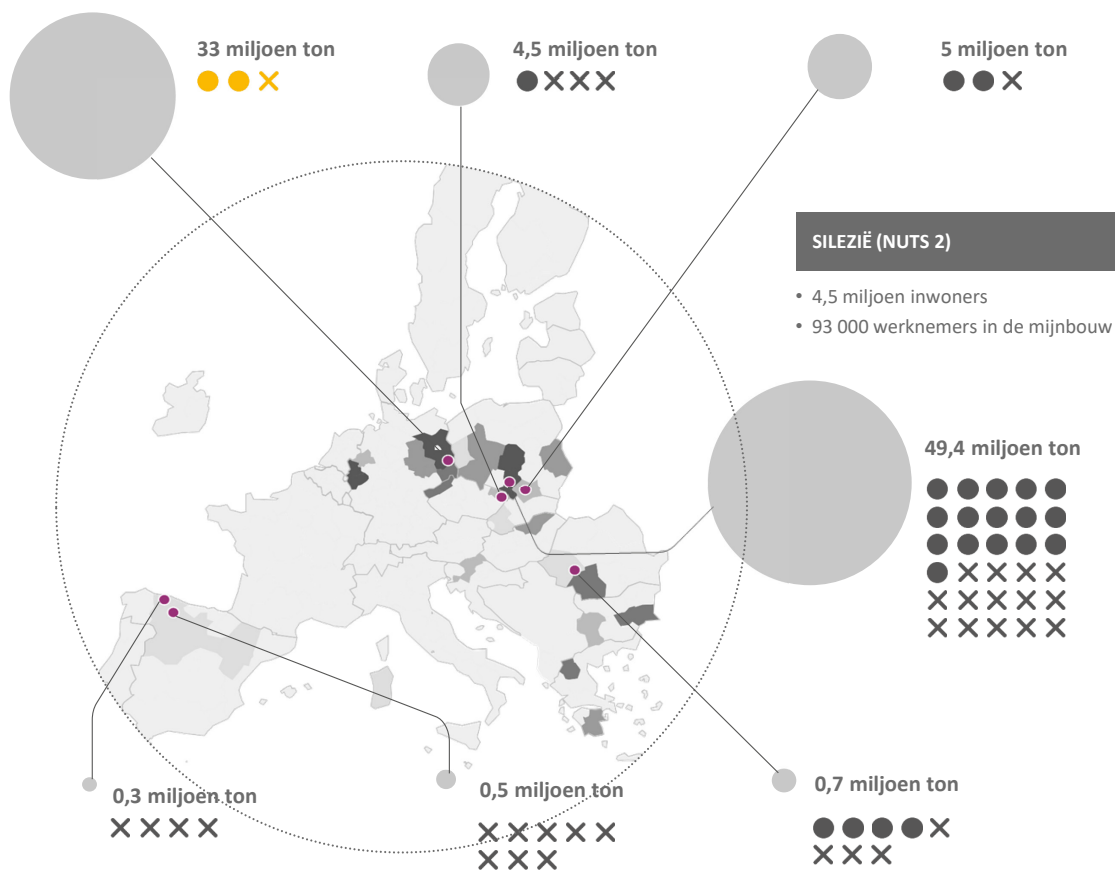 33 miljoen ton
4,5 miljoen ton
5 miljoen ton
SILEZIË (NUTS 2)
• 4,5 miljoen inwoners
• 93 000 werknemers in de mijnbouw
49,4 miljoen ton
0,3 miljoen ton
0,5 miljoen ton
0,7 miljoen ton